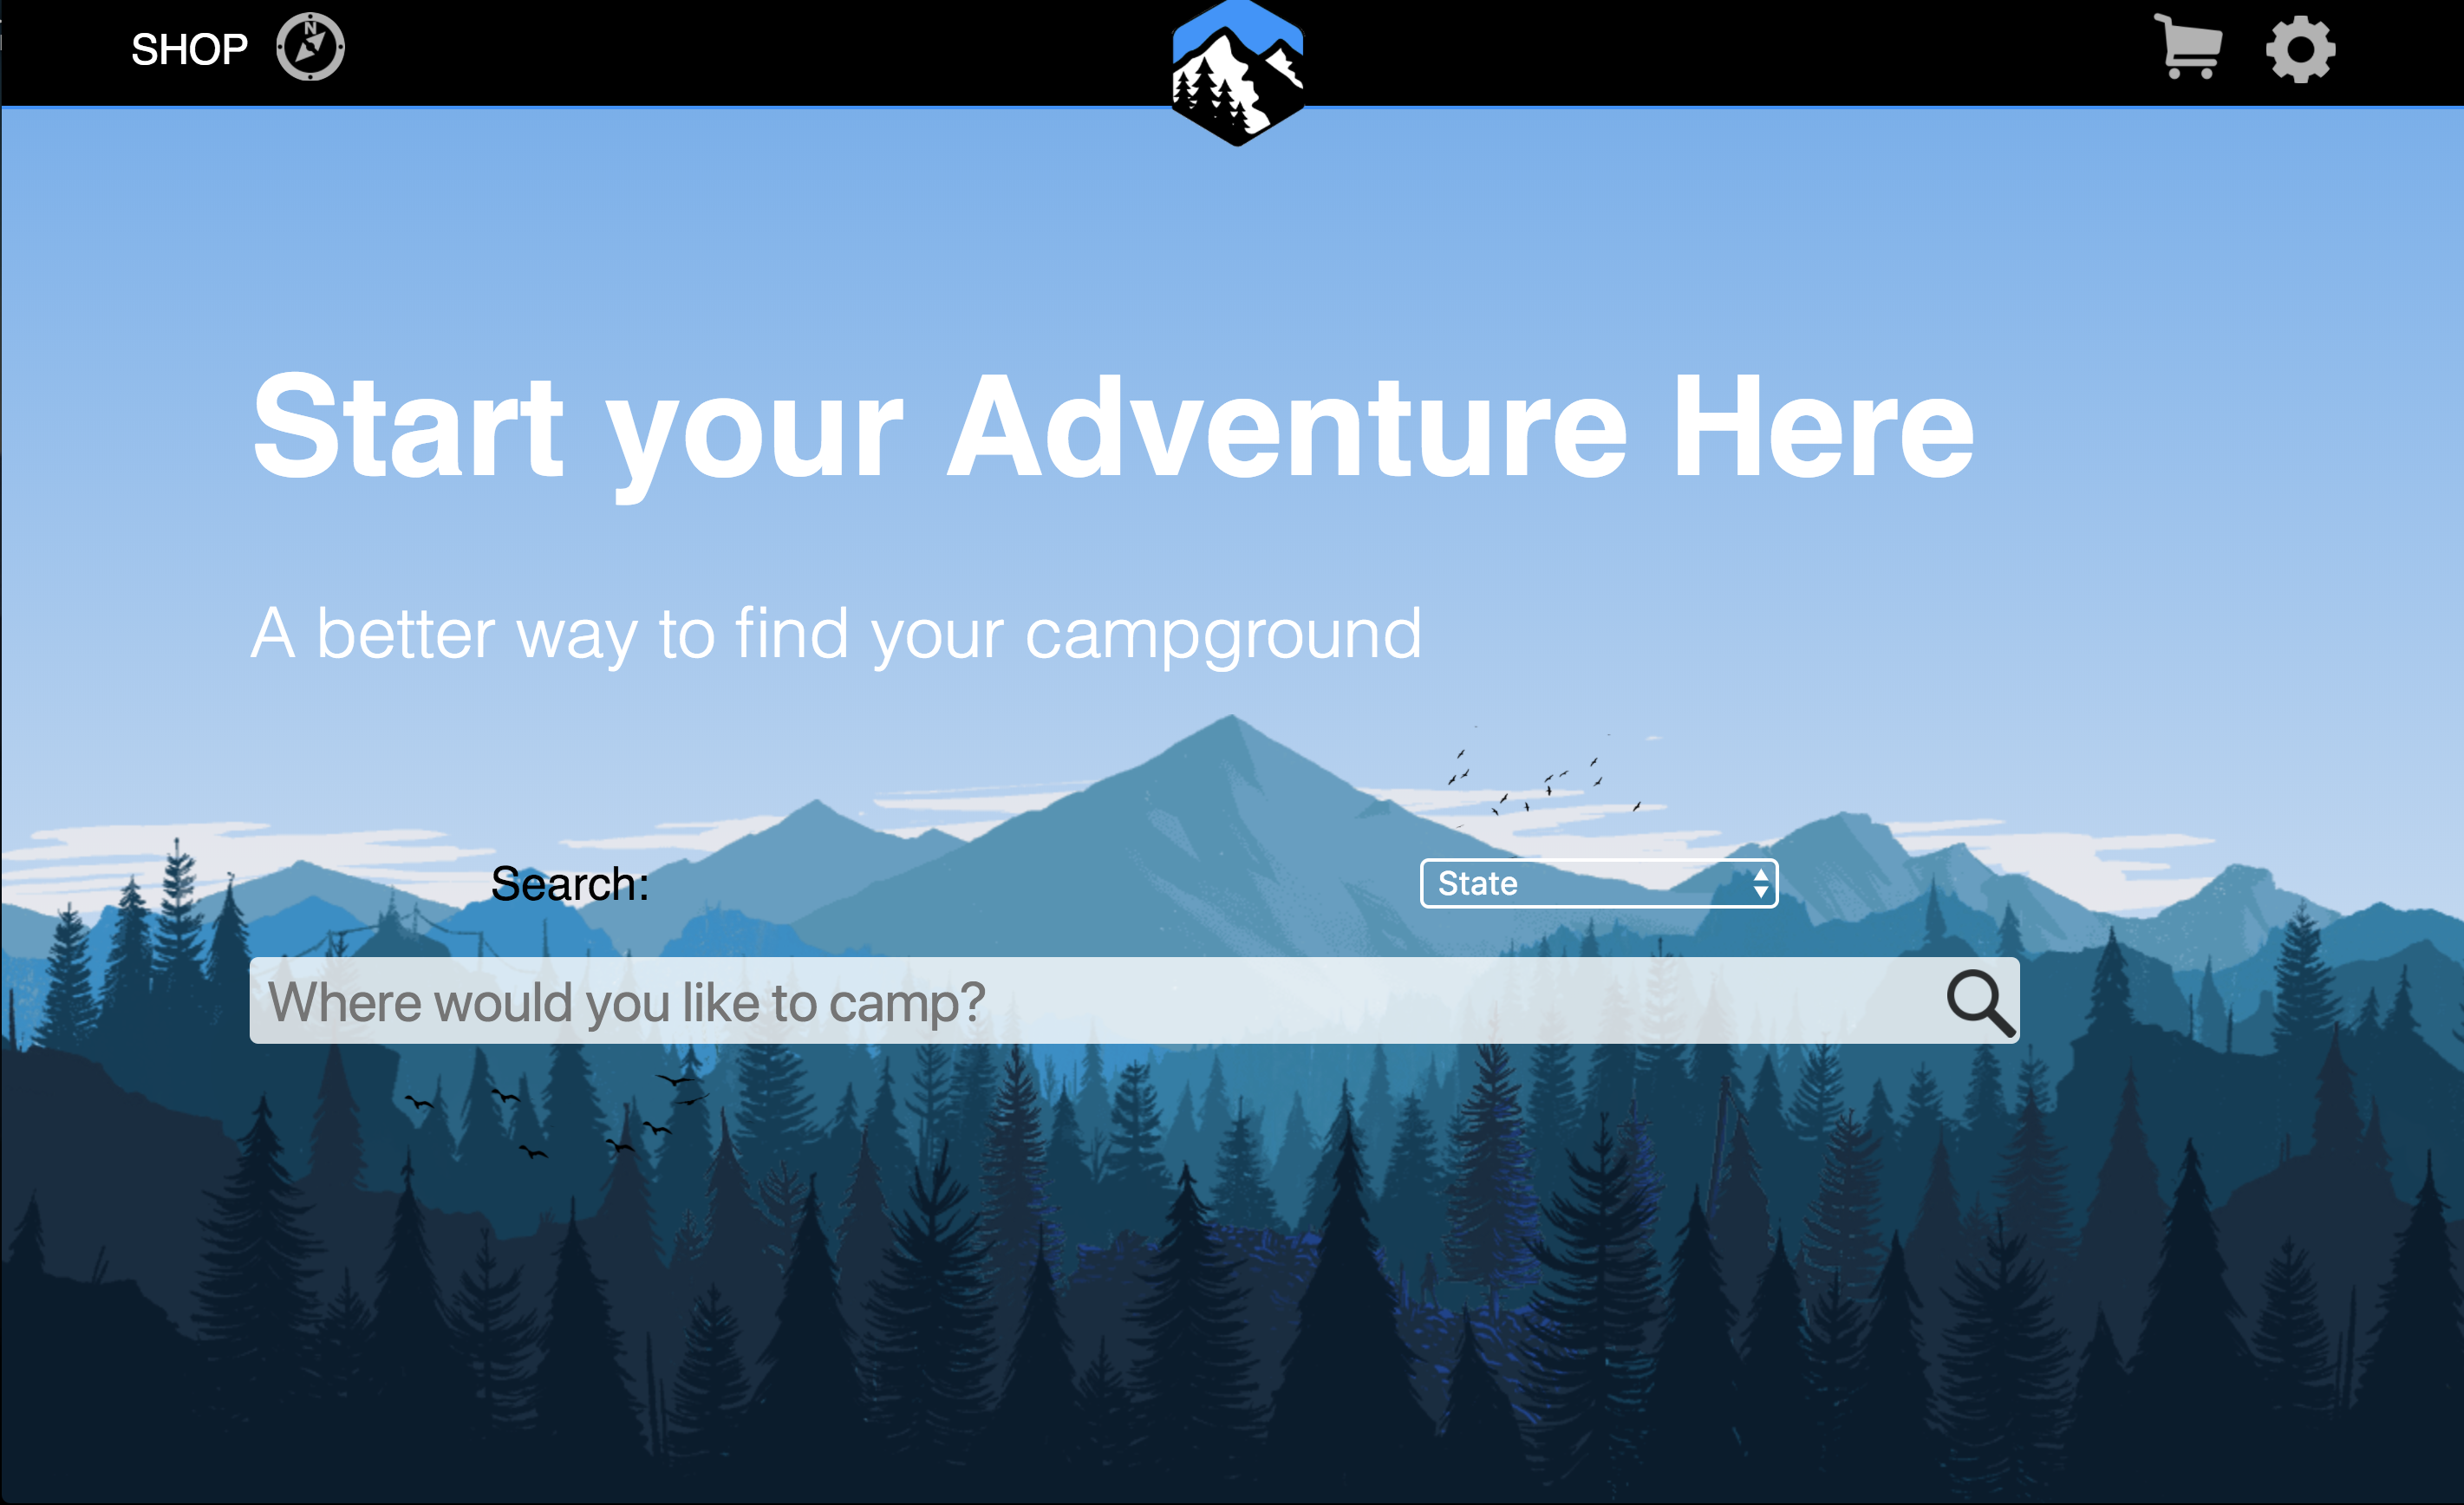 SHOP
N
Start your Adventure Here
A better way to find your campground
Search:
State
Where would you like to camp?